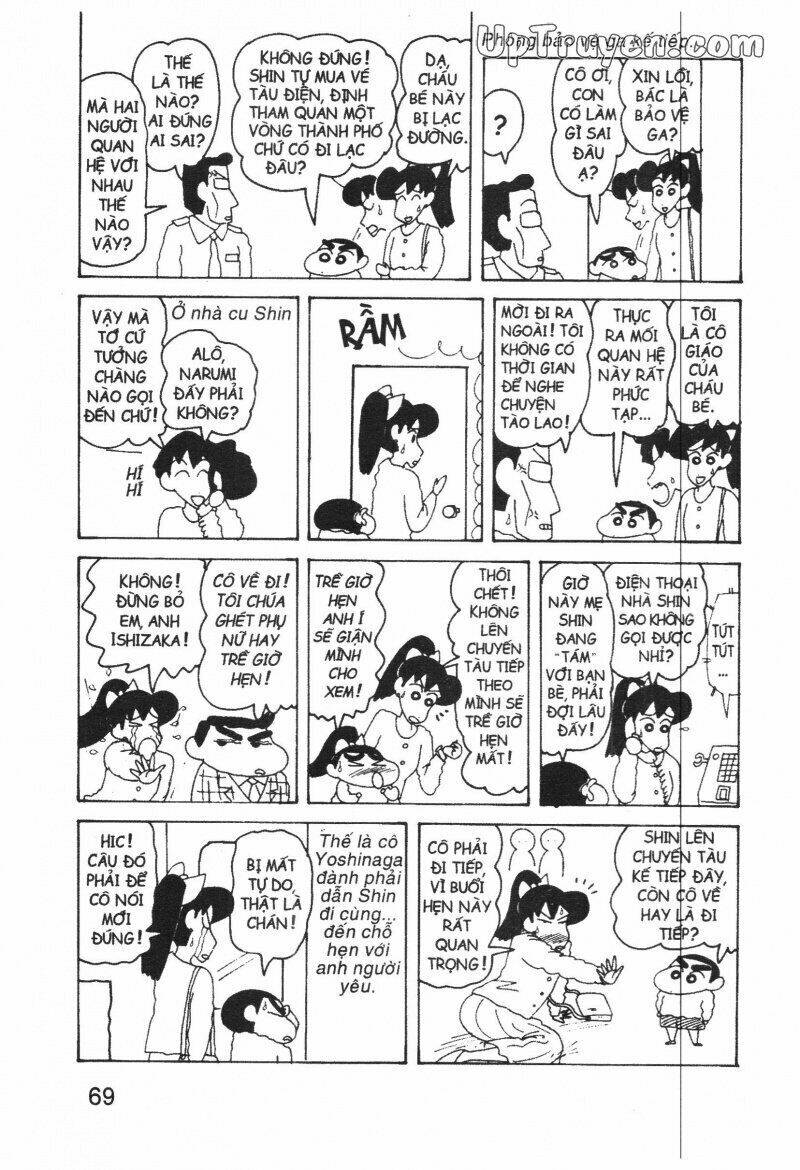 Phòng bảo vệ ga kế tiếp
UpTruyen.com
XIN LỖI,
BÁC LÀ
BẢO VỆ
GA?
CÔ ƠI,
CON
CÓ LÀM
GÌ SAI
ĐÂU
Ạ?
?
DẠ,
CHÁU
BÉ NÀY
BỊ LẠC
ĐƯỜNG.
KHÔNG ĐÚNG!
SHIN TỰ MUA VÉ
TÀU ĐIỆN, ĐỊNH
THAM QUAN MỘT
VÒNG THÀNH PHỐ
CHỨ CÓ ĐI LẠC
ĐÂU?
THẾ
LÀ THẾ
NÀO?
AI ĐÚNG
AI SAI?
MÀ HAI
NGƯỜI
QUAN
HỆ VỚI
NHAU
THẾ
NÀO
VẬY?
TÔI
LÀ CÔ
GIÁO
CỦA
CHÁU
BÉ.
THỰC
RA MỐI
QUAN HỆ
NÀY RẤT
PHỨC
TẠP...
MỜI ĐI RA
NGOÀI! TÔI
KHÔNG CÓ
THỜI GIAN
ĐỂ NGHE
CHUYỆN
TÀO LAO!
RẦM
Ở nhà cu Shin
ALÔ,
NARUMI
ĐẤY PHẢI
KHÔNG?
VẬY MÀ
TỚ CỨ
TƯỞNG
CHÀNG
NÀO GỌI
ĐẾN CHỨ!
HÍ
HÍ
TÚT
TÚT
...
ĐIỆN THOẠI
NHÀ SHIN
SAO KHÔNG
GỌI ĐƯỢC
NHỈ?
GIỜ
NÀY MẸ
SHIN
ĐANG
"TÁM"
VỚI BẠN
BÈ, PHẢI
ĐỢI LÂU
ĐẤY!
THÔI
CHẾT!
KHÔNG
LÊN
CHUYẾN
TÀU TIẾP
THEO
MÌNH SẼ
TRỄ GIỜ
HẸN
MẤT!
TRỄ GIỜ
HẸN
ANH Í
SẼ GIẬN
MÌNH
CHO
XEM!
CÔ VỀ ĐI!
TÔI CHÚA
GHÉT PHỤ
NỮ HAY
TRỄ GIỜ
HẸN!
KHÔNG!
ĐỪNG BỎ
EM, ANH
ISHIZAKA!
SHIN LÊN
CHUYẾN TÀU
KẾ TIẾP ĐÂY,
CÒN CÔ VỀ
HAY LÀ ĐI
TIẾP?
CÔ PHẢI
ĐI TIẾP,
VÌ BUỔI
HẸN NÀY
RẤT
QUAN
TRỌNG!
Thế là cô
Yoshinaga
đành phải
dẫn Shin
đi cùng...
đến chỗ
hẹn với
anh người
yêu.
BỊ MẤT
TỰ DO,
THẬT LÀ
CHÁN!
HIC!
CÂU ĐÓ
PHẢI ĐỂ
CÔ NÓI
MỚI
ĐÚNG!
69